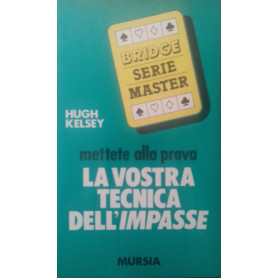 BRIDGE
SERIE
MASTER
HUGH
KELSEY
mettete alla prova
LA VOSTRA
TECNICA
DELL'IMPASSE
MURSIA